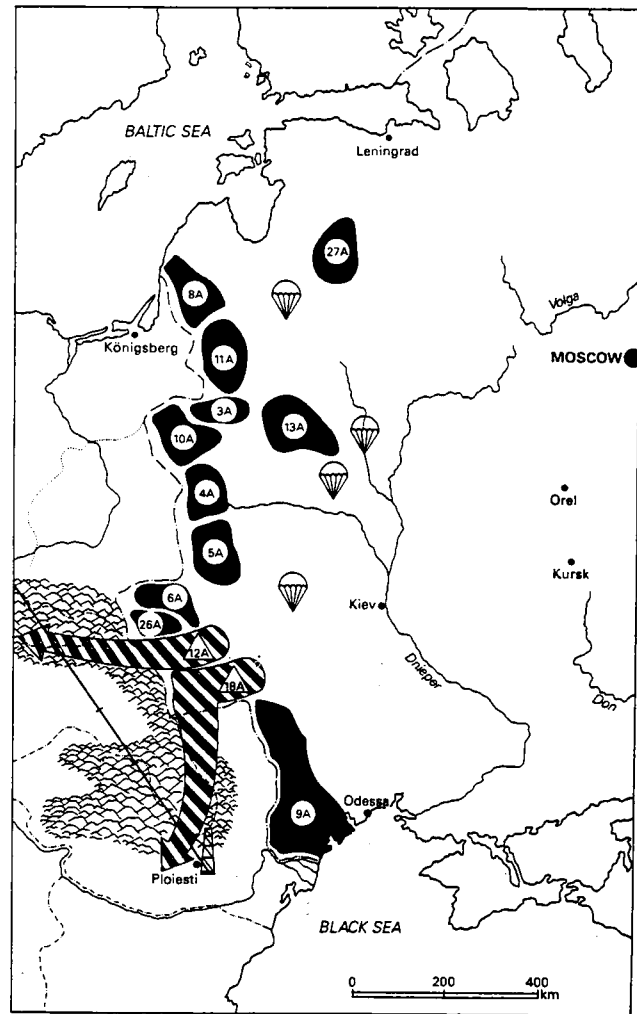 BALTIC SEA
Leningrad
27A
8A
Volga
Königsberg
11A
MOSCOW
3A
10A
13A
4A
Orel
5A
Kursk
6A
Kiev
26A
12A
Dnieper
18A
Don
9A
Odessa
Ploiesti
BLACK SEA
0 200 400
km